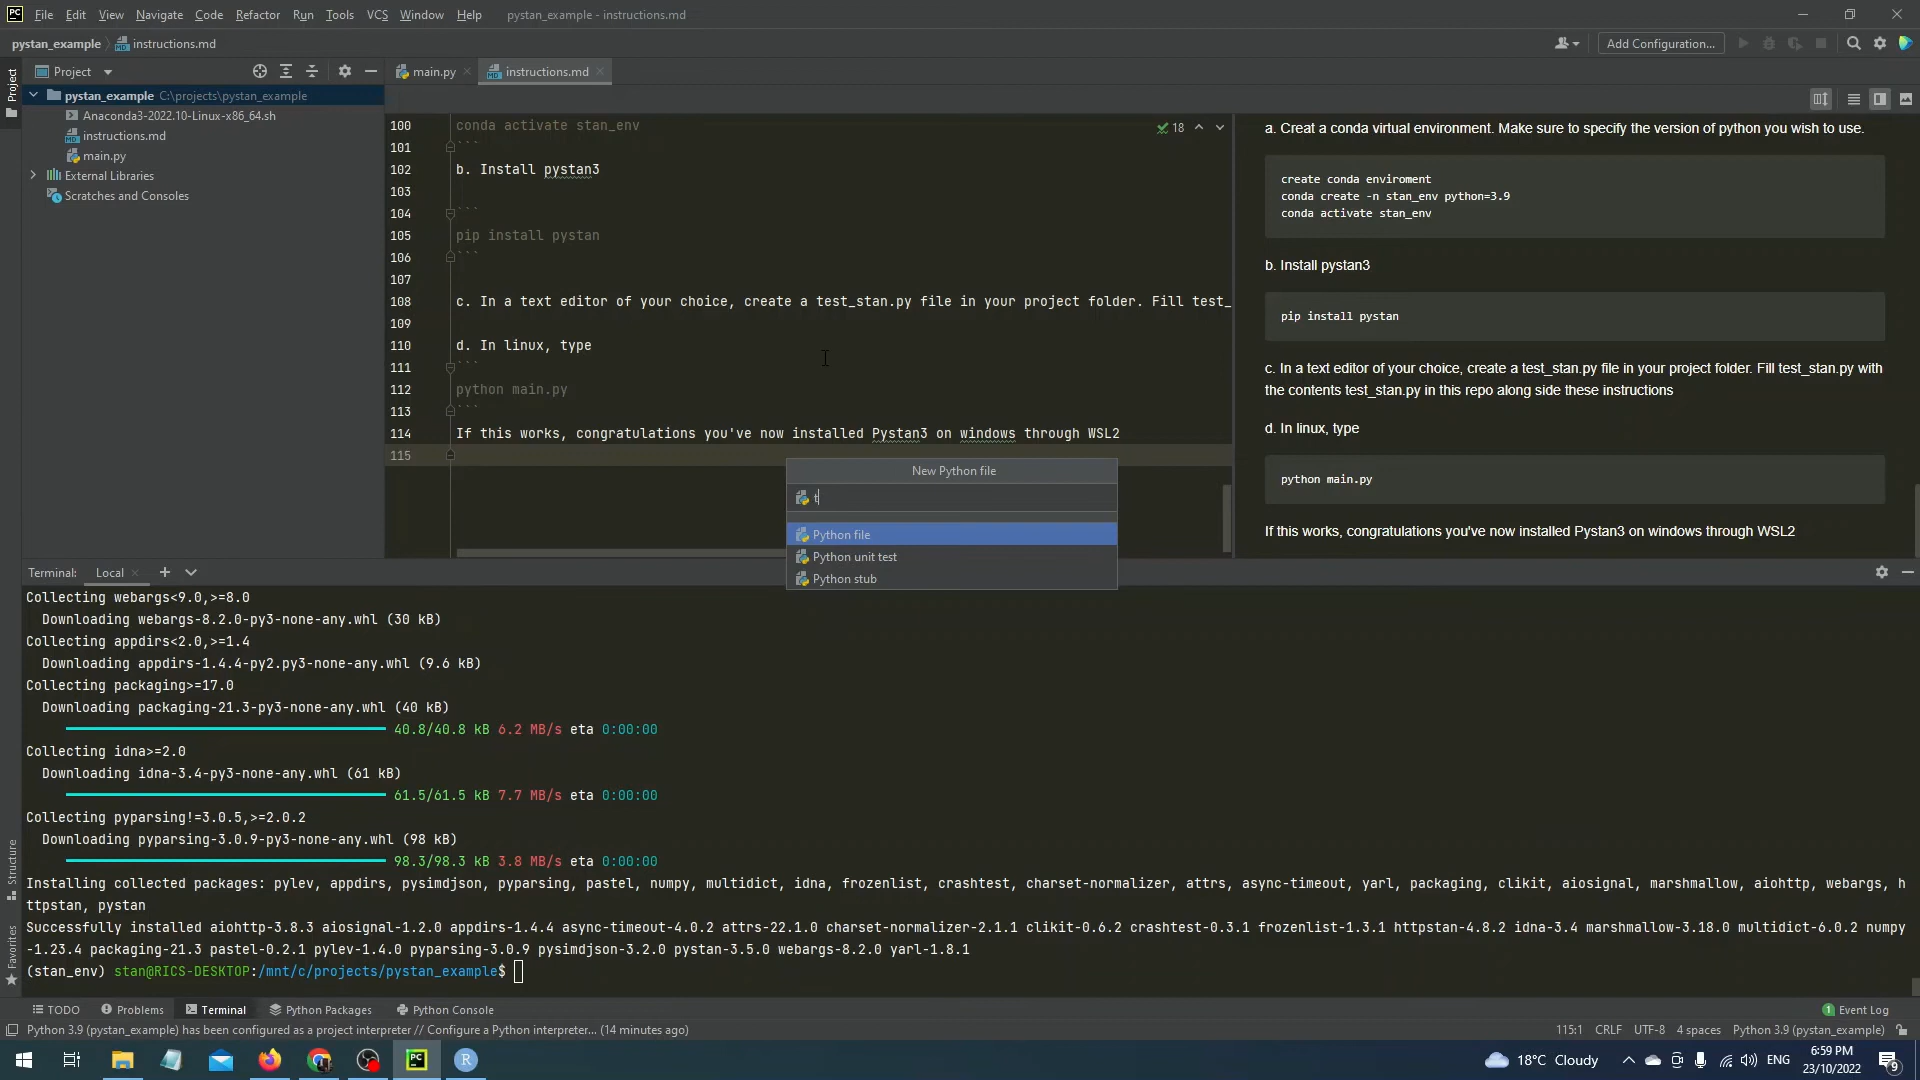 PC File Edit View Navigate Code Refactor Run Tools VCS Window Help pystan_example - instructions.md
pystan_example instructions.md Add Configuration...
Project
main.py
instructions.md
pystan_example C:\projects\pystan_example
Anaconda3-2022.10-Linux-x86_64.sh
instructions.md
main.py
External Libraries
Scratches and Consoles
Project
18
100 conda activate stan_env
101 ```
102 b. Install pystan3
103
104 ```
105 pip install pystan
106 ```
107
108 c. In a text editor of your choice, create a test_stan.py file in your project folder. Fill test_
109
110 d. In linux, type
111 ```
112 python main.py
113 ```
114 If this works, congratulations you've now installed Pystan3 on windows through WSL2
115
New Python file
t
Python file
Python unit test
Python stub
a. Creat a conda virtual environment. Make sure to specify the version of python you wish to use.
create conda enviroment
conda create -n stan_env python=3.9
conda activate stan_env
b. Install pystan3
pip install pystan
c. In a text editor of your choice, create a test_stan.py file in your project folder. Fill test_stan.py with
the contents test_stan.py in this repo along side these instructions
d. In linux, type
python main.py
If this works, congratulations you've now installed Pystan3 on windows through WSL2
Terminal: Local
Collecting webargs<9.0,>=8.0
Downloading webargs-8.2.0-py3-none-any.whl (30 kB)
Collecting appdirs<2.0,>=1.4
Downloading appdirs-1.4.4-py2.py3-none-any.whl (9.6 kB)
Collecting packaging>=17.0
Downloading packaging-21.3-py3-none-any.whl (40 kB)
40.8/40.8 kB 6.2 MB/s eta 0:00:00
Collecting idna>=2.0
Downloading idna-3.4-py3-none-any.whl (61 kB)
61.5/61.5 kB 7.7 MB/s eta 0:00:00
Collecting pyparsing!=3.0.5,>=2.0.2
Downloading pyparsing-3.0.9-py3-none-any.whl (98 kB)
98.3/98.3 kB 3.8 MB/s eta 0:00:00
Installing collected packages: pylev, appdirs, pysimdjson, pyparsing, pastel, numpy, multidict, idna, frozenlist, crashtest, charset-normalizer, attrs, async-timeout, yarl, packaging, clikit, aiosignal, marshmallow, aiohttp, webargs, h
ttpstan, pystan
Successfully installed aiohttp-3.8.3 aiosignal-1.2.0 appdirs-1.4.4 async-timeout-4.0.2 attrs-22.1.0 charset-normalizer-2.1.1 clikit-0.6.2 crashtest-0.3.1 frozenlist-1.3.1 httpstan-4.8.2 idna-3.4 marshmallow-3.18.0 multidict-6.0.2 numpy
-1.23.4 packaging-21.3 pastel-0.2.1 pylev-1.4.0 pyparsing-3.0.9 pysimdjson-3.2.0 pystan-3.5.0 webargs-8.2.0 yarl-1.8.1
(stan_env) stan@RICS-DESKTOP:/mnt/c/projects/pystan_example$
Structure
Favorites
TODO Problems Terminal Python Packages Python Console 1 Event Log
Python 3.9 (pystan_example) has been configured as a project interpreter // Configure a Python interpreter... (14 minutes ago) 115:1 CRLF UTF-8 4 spaces Python 3.9 (pystan_example)
PC R 18°C Cloudy ENG 6:59 PM
23/10/2022 9